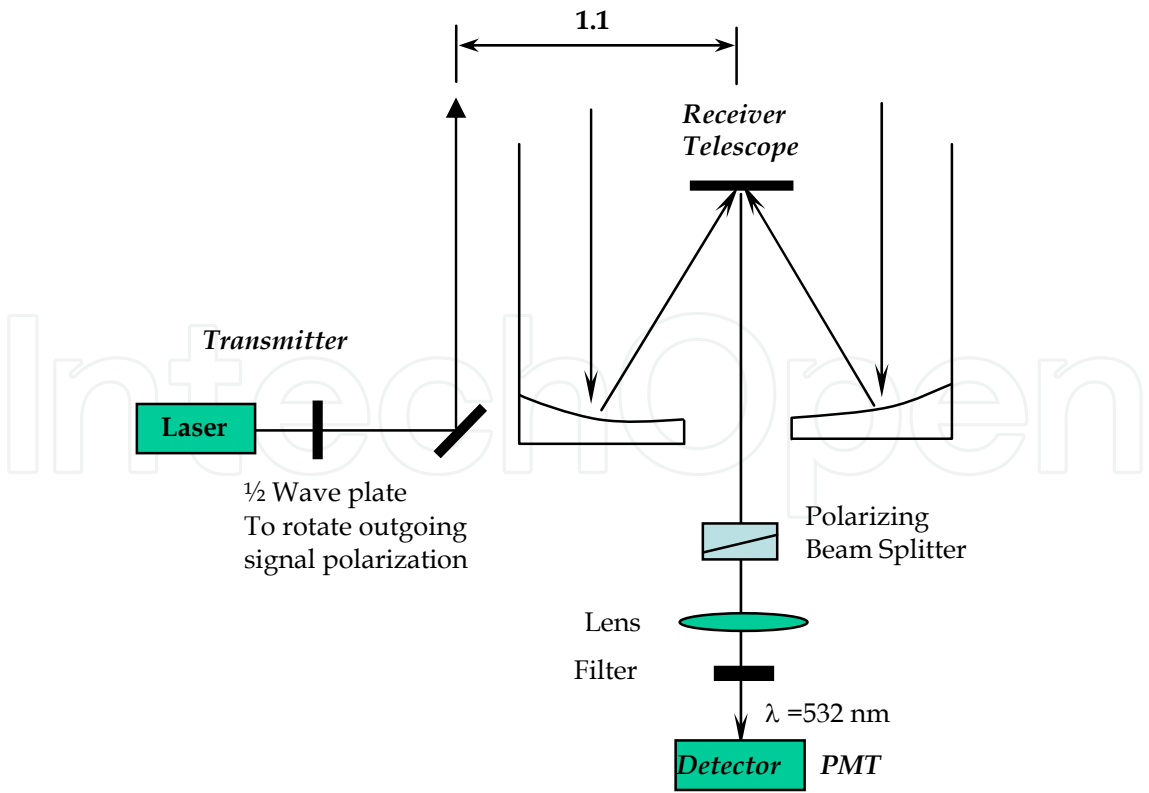 1.1
Receiver
Telescope
Transmitter
Laser
½ Wave plate
To rotate outgoing
signal polarization
Polarizing
Beam Splitter
Lens
Filter
λ =532 nm
Detector
PMT
IntechOpen